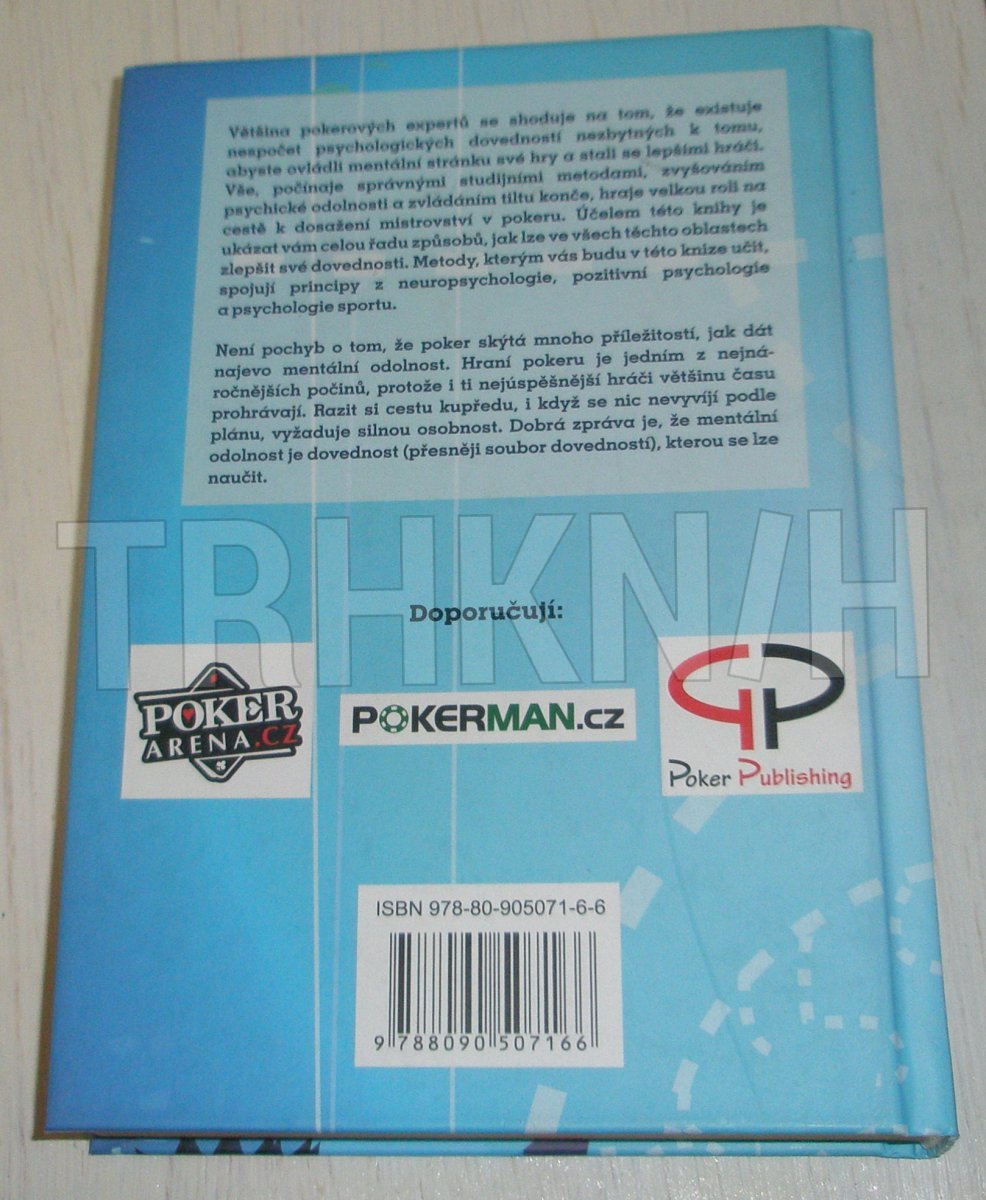 Většina pokerových expertů se shoduje na tom, že existuje
nespočet psychologických dovedností nezbytných k tomu,
abyste ovládli mentální stránku své hry a stali se lepšími hráči.
Vše, počínaje správnými studijními metodami, zvyšováním
psychické odolnosti a zvládáním tiltu konče, hraje velkou roli na
cestě k dosažení mistrovství v pokeru. Účelem této knihy je
ukázat vám celou řadu způsobů, jak lze ve všech těchto oblastech
zlepšit své dovednosti. Metody, kterým vás budu v této knize učit,
spojují principy z neuropsychologie, pozitivní psychologie
a psychologie sportu.
Není pochyb o tom, že poker skýtá mnoho příležitostí, jak dát
najevo mentální odolnost. Hraní pokeru je jedním z nejná-
ročnějších počinů, protože i ti nejúspěšnější hráči většinu času
prohrávají. Razit si cestu kupředu, i když se nic nevyvíjí podle
plánu, vyžaduje silnou osobnost. Dobrá zpráva je, že mentální
odolnost je dovednost (přesněji soubor dovedností), kterou se lze
naučit.
TRHKN/H
Doporučují:
POKER
ARENA.CZ
POKERMAN.cz
Poker Publishing
ISBN 978-80-905071-6-6
9 788090 507166